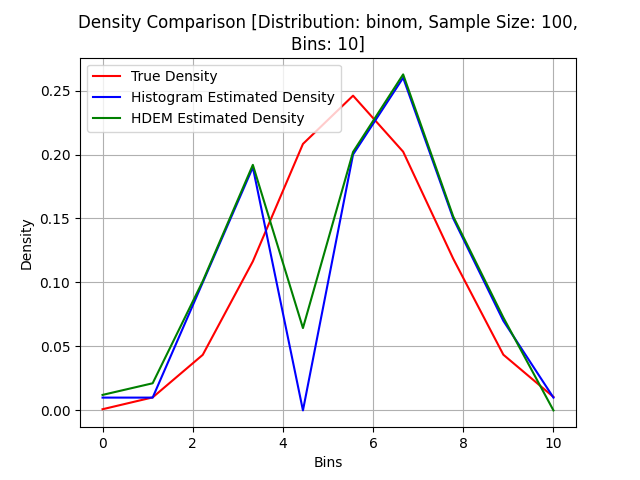 Density Comparison [Distribution: binom, Sample Size: 100,
Bins: 10]
True Density
Histogram Estimated Density
HDEM Estimated Density
Density
0.25
0.20
0.15
0.10
0.05
0.00
0 2 4 6 8 10
Bins